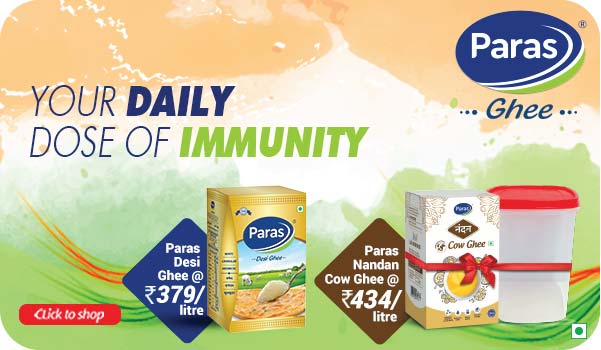 Paras®
Ghee
YOUR DAILY
DOSE OF IMMUNITY
Paras
Desi
Ghee @
₹379/
litre
Paras
Desi Ghee
Paras
Nandan
Cow Ghee @
₹434/
litre
Paras
नंदन
Cow Ghee
Click to shop